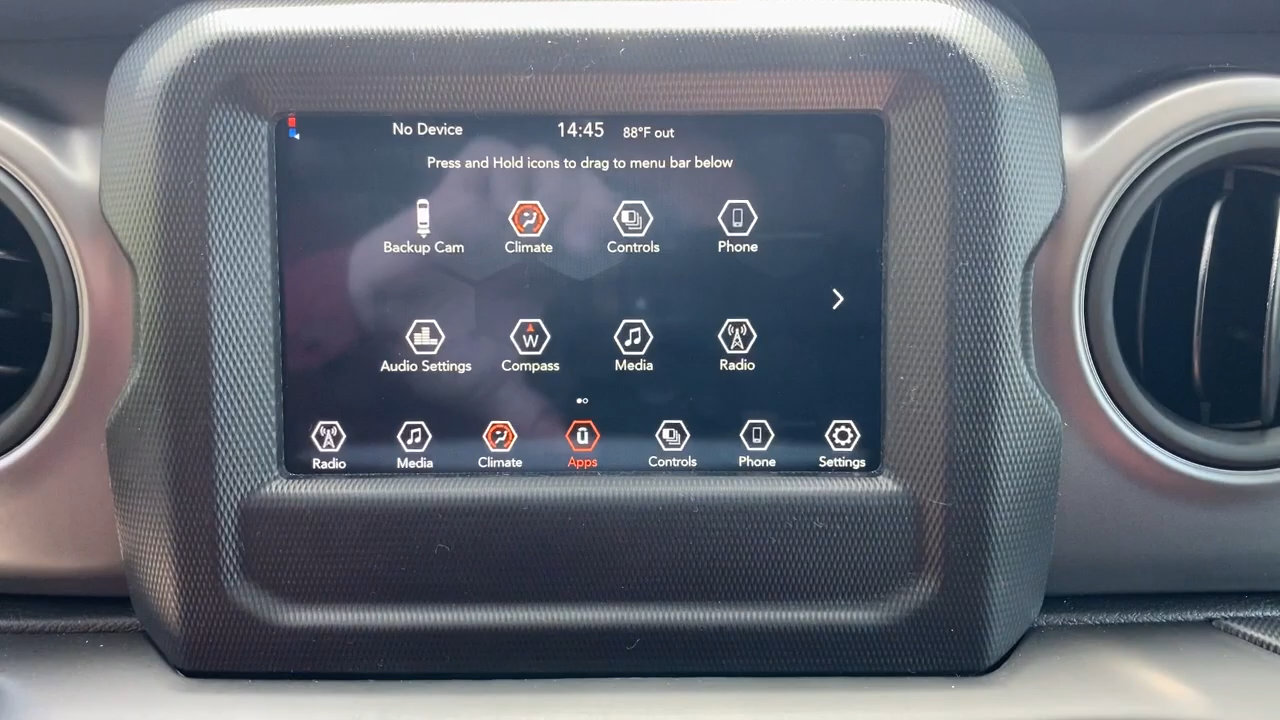 No Device 14:45 88°F out
Press and Hold icons to drag to menu bar below
Backup Cam Climate Controls Phone
W
Audio Settings Compass Media Radio
ū
Radio Media Climate Apps Controls Phone Settings